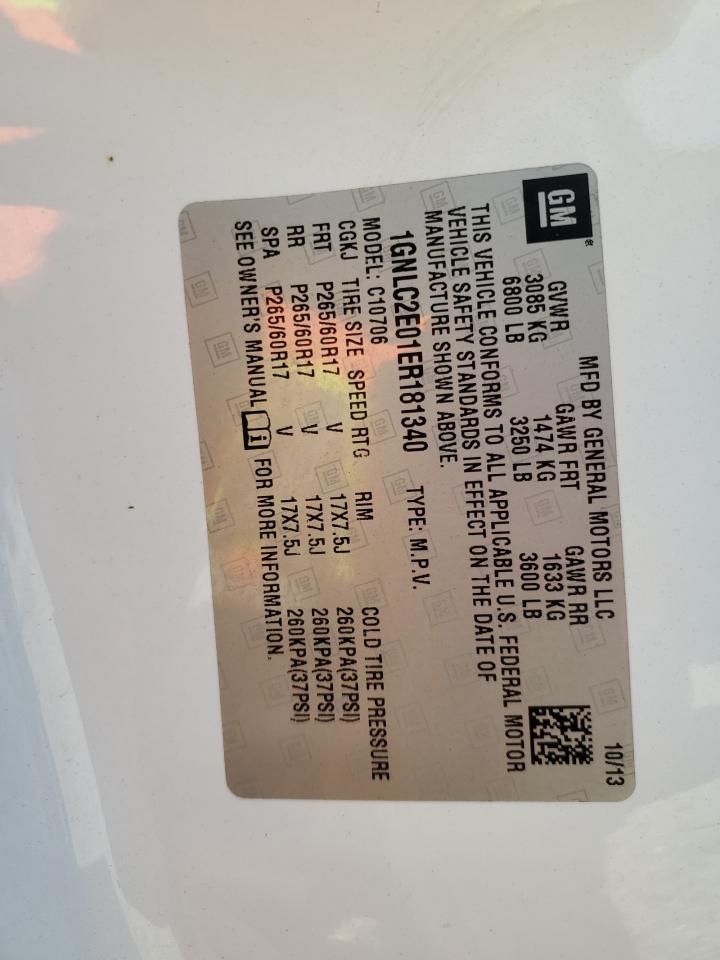 GM
10/13
MFD BY GENERAL MOTORS LLC
GVWR GAWR FRT GAWR RR
3085 KG 1474 KG 1633 KG
6800 LB 3250 LB 3600 LB
THIS VEHICLE CONFORMS TO ALL APPLICABLE U.S. FEDERAL MOTOR
VEHICLE SAFETY STANDARDS IN EFFECT ON THE DATE OF
MANUFACTURE SHOWN ABOVE.
1GNLC2E01ER181340 TYPE: M.P.V.
MODEL: C10706
CGKJ TIRE SIZE SPEED RTG RIM COLD TIRE PRESSURE
FRT P265/60R17 V 17X7.5J 260KPA(37PSI)
RR P265/60R17 V 17X7.5J 260KPA(37PSI)
SPA P265/60R17 V 17X7.5J 260KPA(37PSI)
SEE OWNER'S MANUAL i FOR MORE INFORMATION.